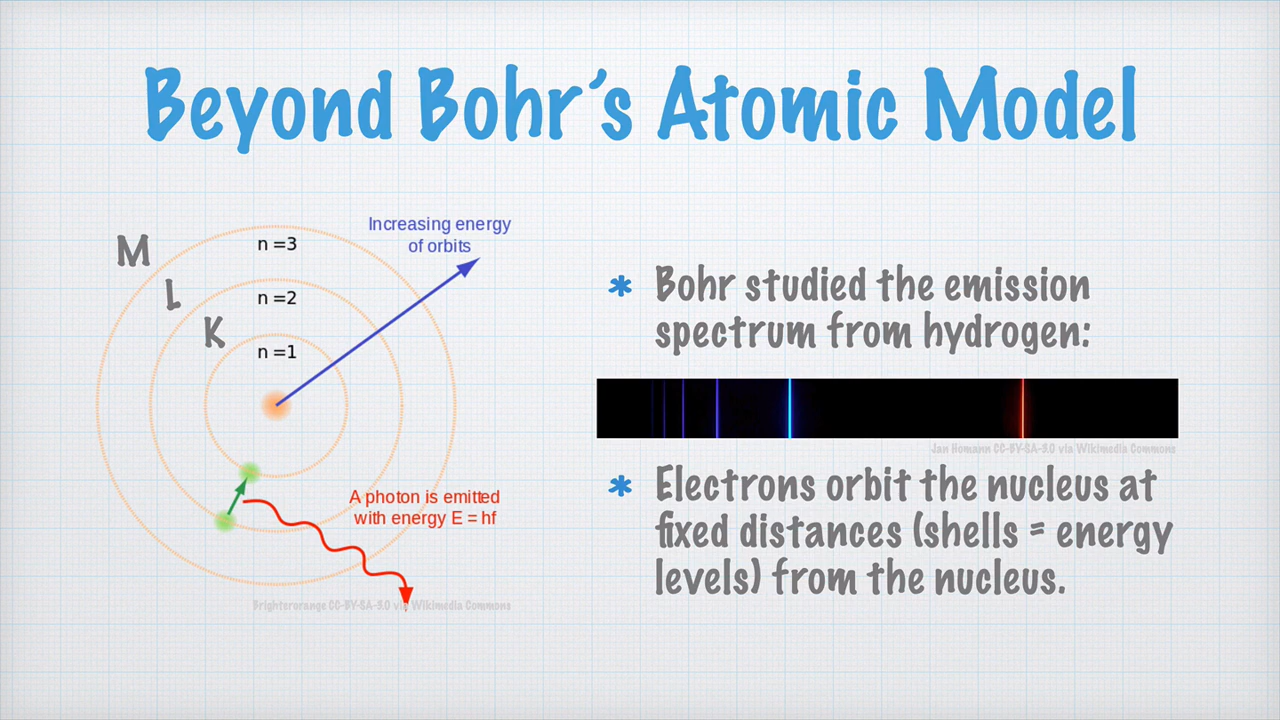 Beyond Bohr's Atomic Model
M
L
K
n =3
n =2
n =1
Increasing energy
of orbits
A photon is emitted
with energy E = hf
Brighterorange CC-BY-SA-3.0 via Wikimedia Commons
* Bohr studied the emission
spectrum from hydrogen:
Jan Homann CC-BY-SA-3.0 via Wikimedia Commons
* Electrons orbit the nucleus at
fixed distances (shells = energy
levels) from the nucleus.